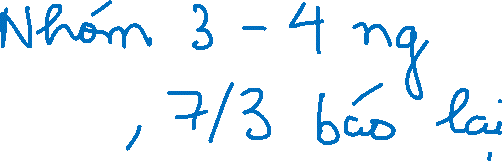 Nhóm 3 - 4 ng
, 7/3 báo lại